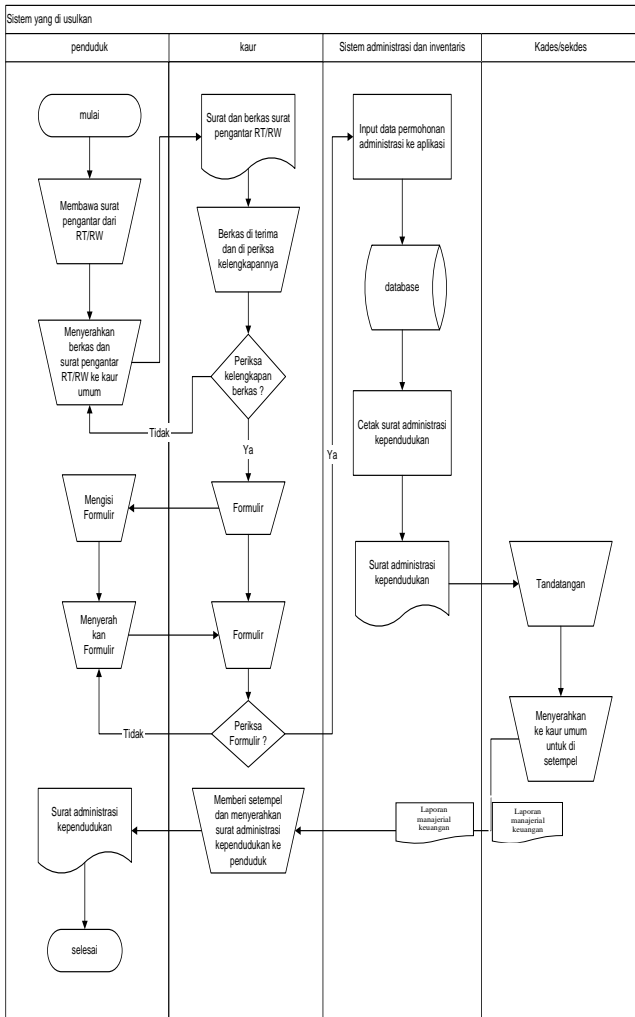 Sistem yang di usulkan
penduduk
kaur
Sistem administrasi dan inventaris
Kades/sekdes
mulai
Membawa surat
pengantar dari
RT/RW
Menyerahkan
berkas dan
surat pengantar
RT/RW ke kaur
umum
Surat dan berkas surat
pengantar RT/RW
Berkas di terima
dan di periksa
kelengkapannya
Periksa
kelengkapan
berkas ?
Tidak
Ya
Formulir
Mengisi
Formulir
Menyerah
kan
Formulir
Formulir
Periksa
Formulir ?
Tidak
Ya
Input data permohonan
administrasi ke aplikasi
database
Cetak surat administrasi
kependudukan
Surat administrasi
kependudukan
Tandatangan
Menyerahkan
ke kaur umum
untuk di
setempel
Laporan
manajerial
keuangan
Laporan
manajerial
keuangan
Memberi setempel
dan menyerahkan
surat administrasi
kependudukan ke
penduduk
Surat administrasi
kependudukan
selesai